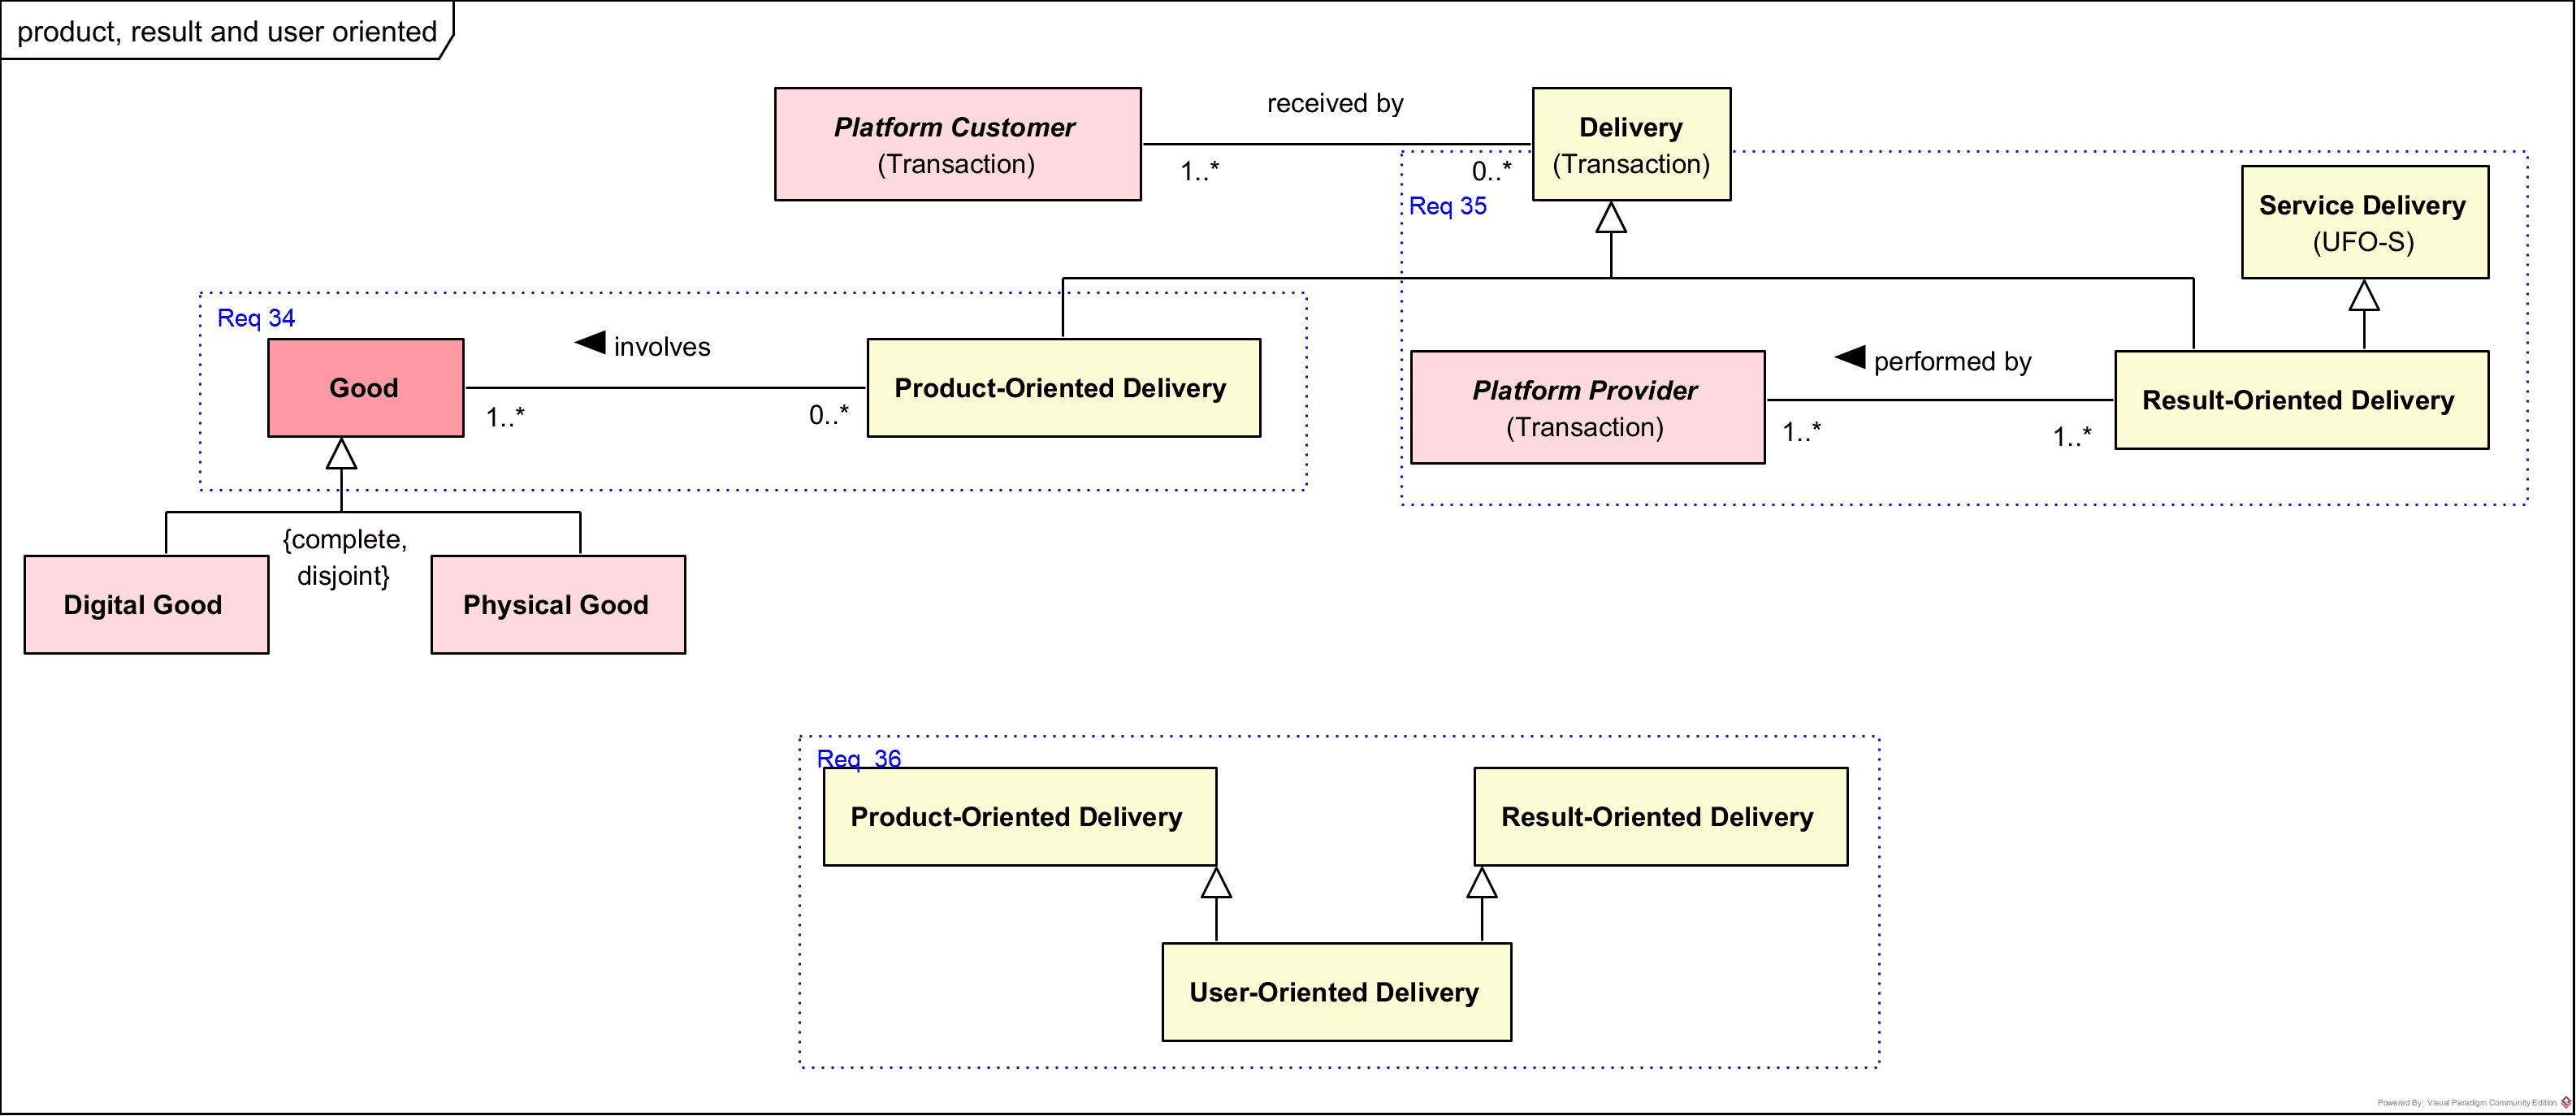 product, result and user oriented
Platform Customer
(Transaction)
received by
1..*
0..*
Delivery
(Transaction)
Req 35
Service Delivery
(UFO-S)
Req 34
Good
involves
1..*
0..*
Product-Oriented Delivery
Platform Provider
(Transaction)
performed by
1..*
1..*
Result-Oriented Delivery
{complete,
disjoint}
Digital Good
Physical Good
Req 36
Product-Oriented Delivery
Result-Oriented Delivery
User-Oriented Delivery
Powered By: Visual Paradigm Community Edition